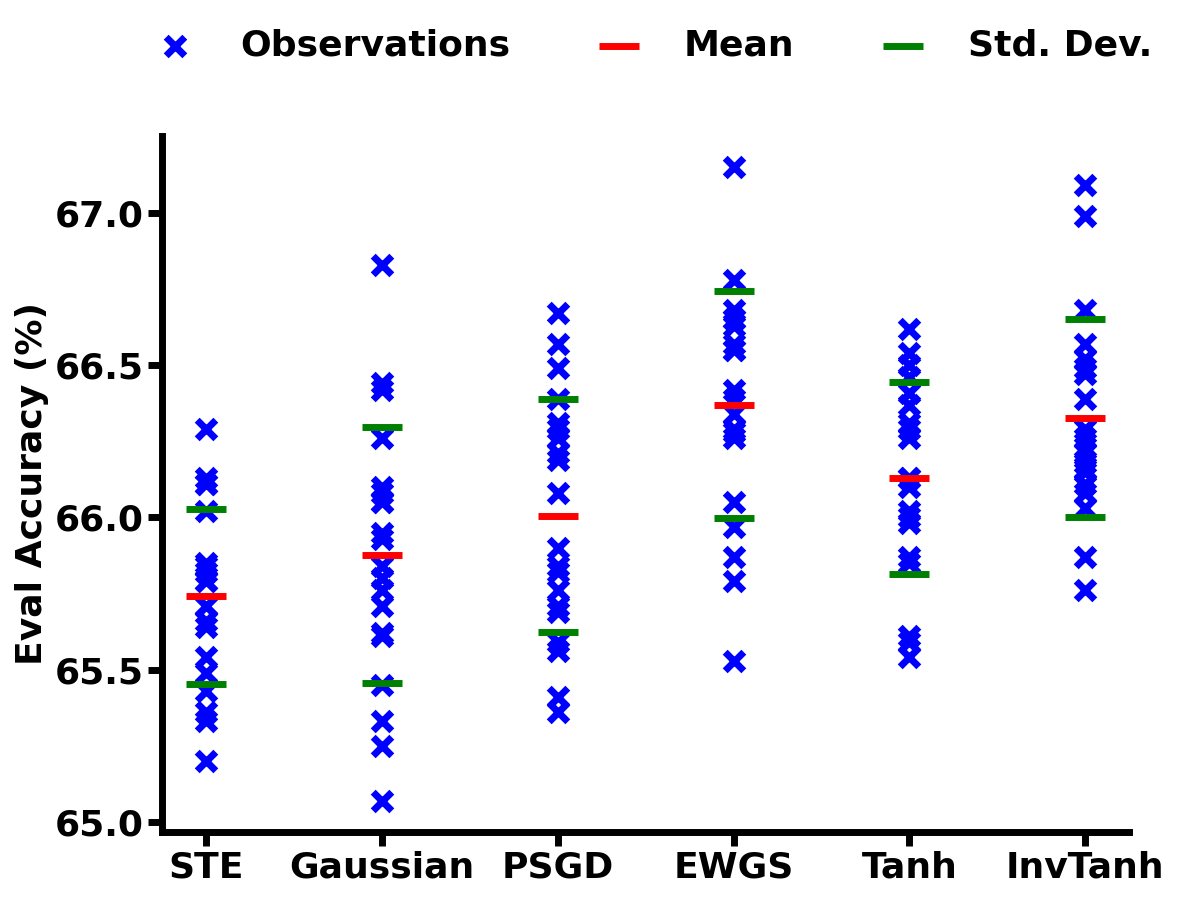 Observations Mean Std. Dev.
Eval Accuracy (%)
67.0
66.5
66.0
65.5
65.0
STE Gaussian PSGD EWGS Tanh InvTanh